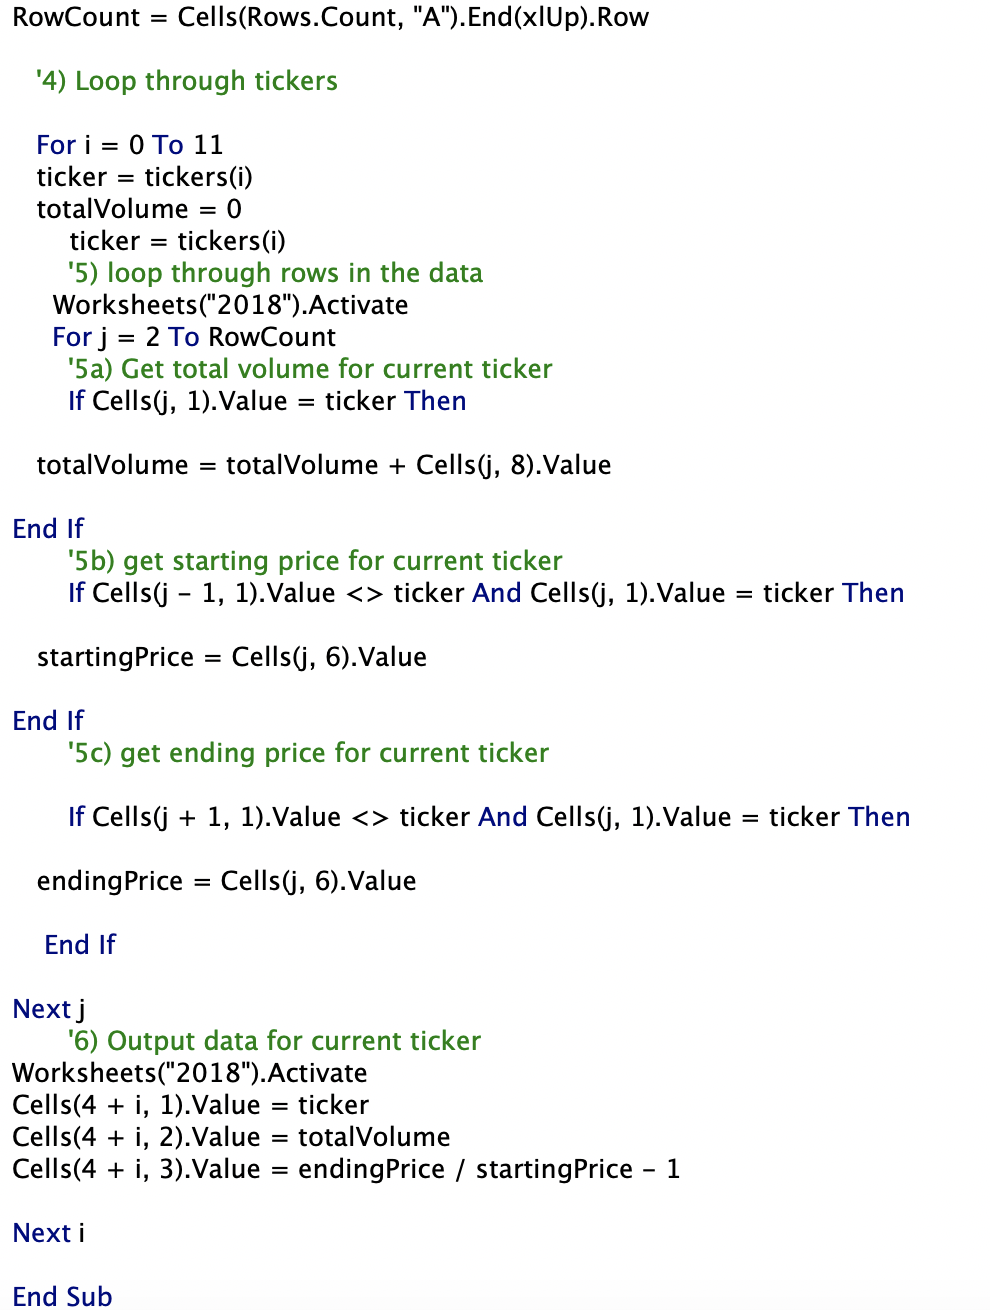 RowCount = Cells(Rows.Count, "A").End(xlUp).Row
'4) Loop through tickers
For i = 0 To 11
ticker = tickers(i)
totalVolume = 0
ticker = tickers(i)
'5) loop through rows in the data
Worksheets("2018").Activate
For j = 2 To RowCount
'5a) Get total volume for current ticker
If Cells(j, 1).Value = ticker Then
totalVolume = totalVolume + Cells(j, 8).Value
End If
'5b) get starting price for current ticker
If Cells(j - 1, 1).Value <> ticker And Cells(j, 1).Value = ticker Then
startingPrice = Cells(j, 6).Value
End If
'5c) get ending price for current ticker
If Cells(j + 1, 1).Value <> ticker And Cells(j, 1).Value = ticker Then
endingPrice = Cells(j, 6).Value
End If
Next j
'6) Output data for current ticker
Worksheets("2018").Activate
Cells(4 + i, 1).Value = ticker
Cells(4 + i, 2).Value = totalVolume
Cells(4 + i, 3).Value = endingPrice / startingPrice - 1
Next i
End Sub